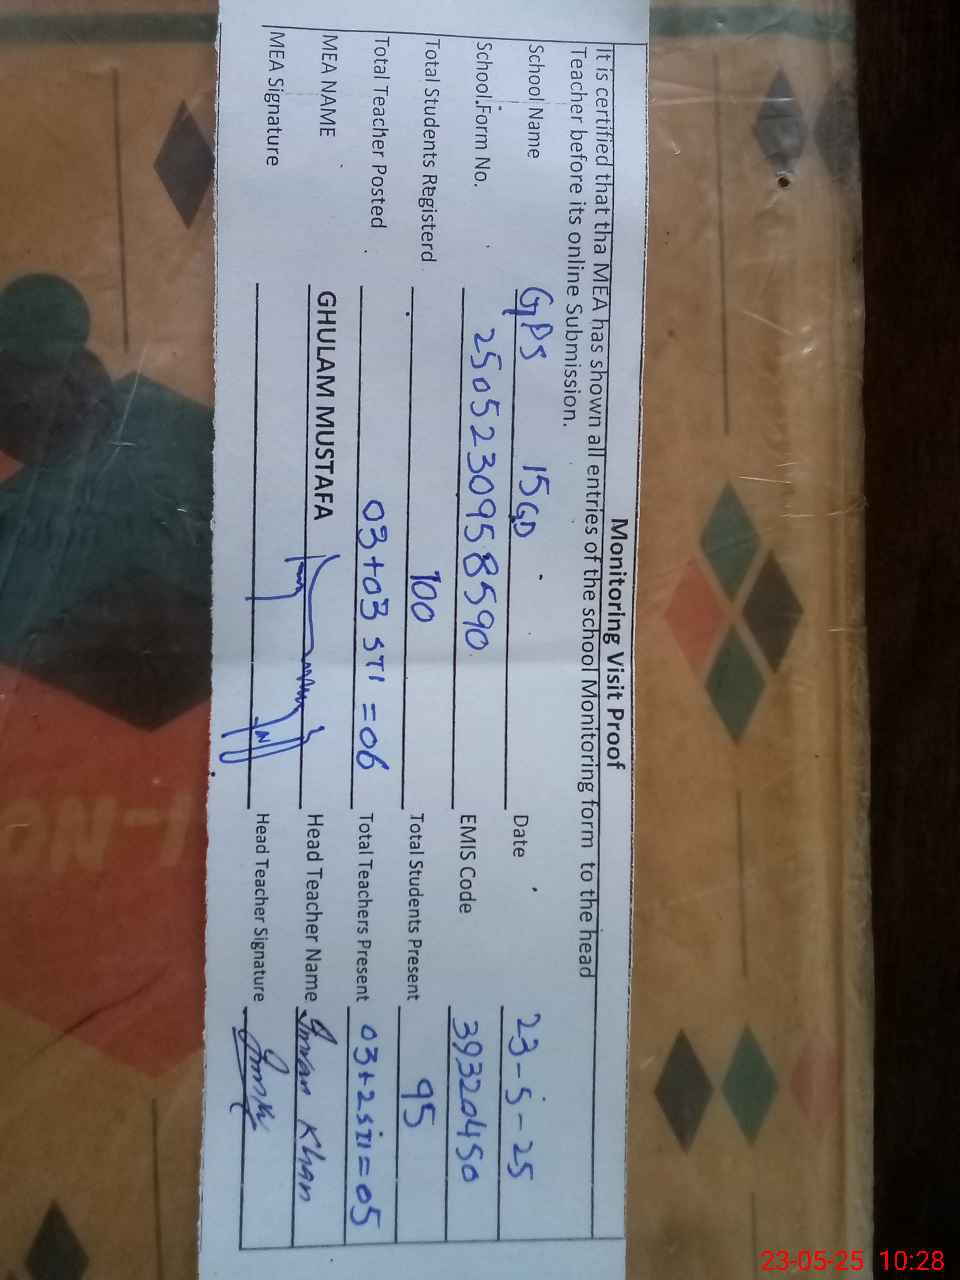 Monitoring Visit Proof
It is certified that tha MEA has shown all entries of the school Monitoring form to the head
Teacher before its online Submission.
School Name GPS 15GD Date 23-5-25
School Form No. 2505230958590 EMIS Code 39320450
Total Students Registerd 100 Total Students Present 95
Total Teacher Posted 03+03 STI =06 Total Teachers Present 03+2STI=05
MEA NAME GHULAM MUSTAFA Head Teacher Name Imran Khan
MEA Signature Head Teacher Signature
23-05-25 10:28